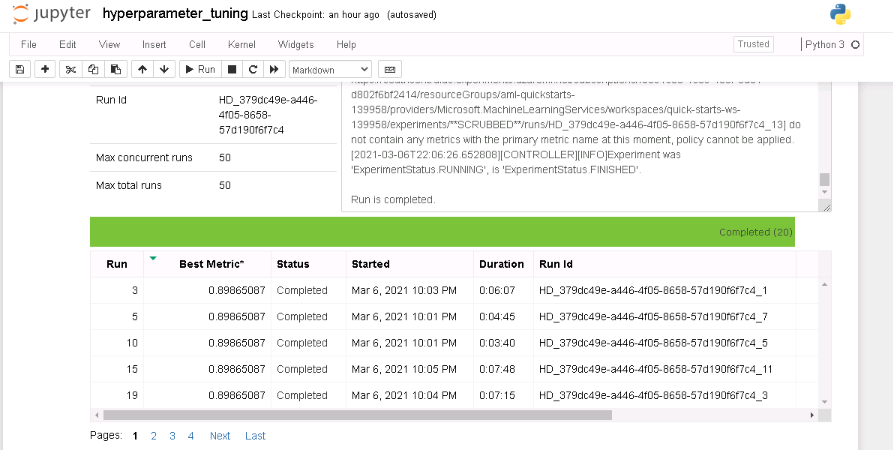 jupyter hyperparameter_tuning Last Checkpoint: an hour ago (autosaved)
File Edit View Insert Cell Kernel Widgets Help Trusted Python 3
Run Markdown
d802f6bf2414/resourceGroups/aml-quickstarts-
Run Id HD_379dc49e-a446-4f05-8658-57d190f6f7c4
139958/providers/Microsoft.MachineLearningServices/workspaces/quick-starts-ws-
139958/experiments/**SCRUBBED**/runs/HD_379dc49e-a446-4f05-8658-57d190f6f7c4_13] do
not contain any metrics with the primary metric name at this moment, policy cannot be applied.
[2021-03-06T22:06:26.652808][CONTROLLER][INFO]Experiment was
'ExperimentStatus.RUNNING', is 'ExperimentStatus.FINISHED'.
Max concurrent runs 50
Max total runs 50
Run is completed.
Completed (20)
Run Best Metric* Status Started Duration Run Id
3 0.89865087 Completed Mar 6, 2021 10:03 PM 0:06:07 HD_379dc49e-a446-4f05-8658-57d190f6f7c4_1
5 0.89865087 Completed Mar 6, 2021 10:01 PM 0:04:45 HD_379dc49e-a446-4f05-8658-57d190f6f7c4_7
10 0.89865087 Completed Mar 6, 2021 10:01 PM 0:03:40 HD_379dc49e-a446-4f05-8658-57d190f6f7c4_5
15 0.89865087 Completed Mar 6, 2021 10:05 PM 0:07:48 HD_379dc49e-a446-4f05-8658-57d190f6f7c4_11
19 0.89865087 Completed Mar 6, 2021 10:04 PM 0:07:15 HD_379dc49e-a446-4f05-8658-57d190f6f7c4_3
Pages: 1 2 3 4 Next Last